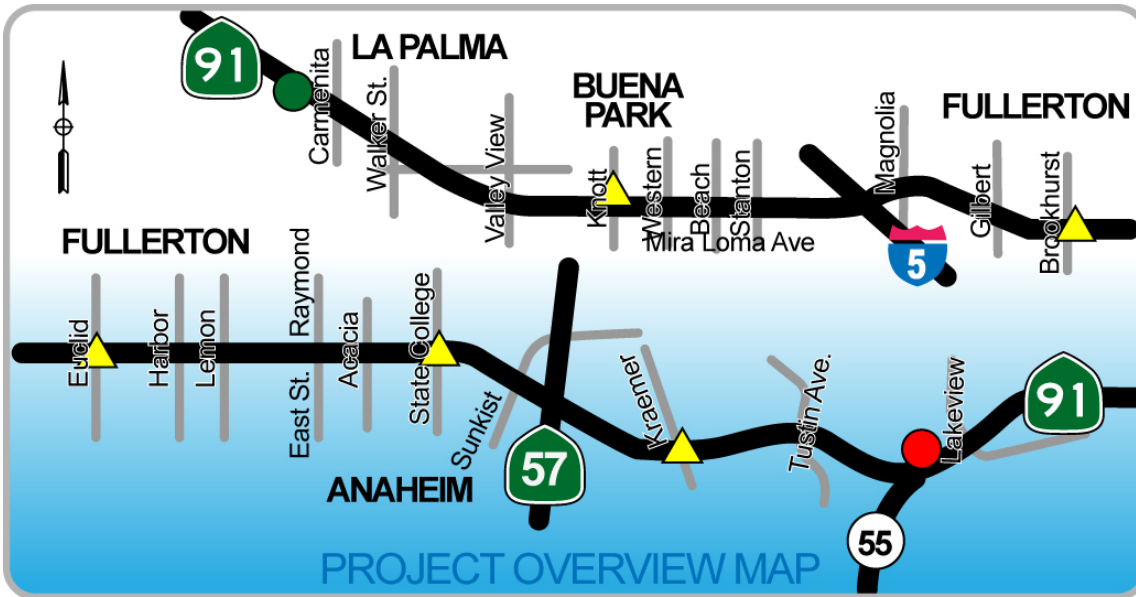 91
Carmenita
LA PALMA
Walker St.
Valley View
BUENA
PARK
Knott
Western
Beach
Stanton
Mira Loma Ave
Magnolia
5
FULLERTON
Gilbert
Brookhurst
FULLERTON
Euclid
Harbor
Lemon
East St.
Raymond
Acacia
State College
Sunkist
ANAHEIM
57
Kraemer
Tustin Ave.
Lakeview
91
55
PROJECT OVERVIEW MAP